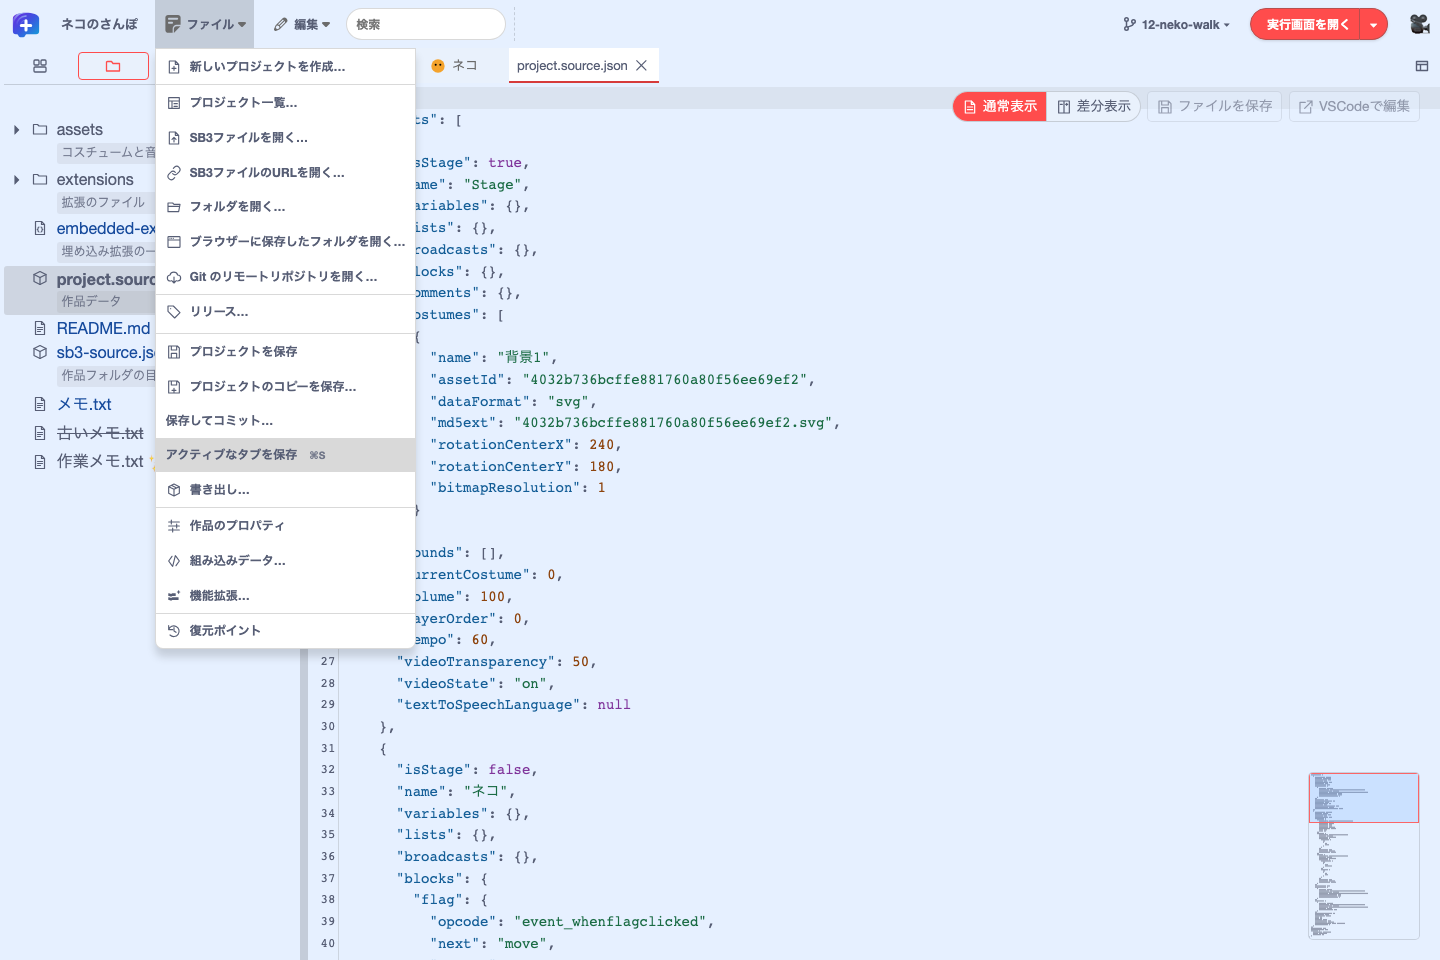 ネコのさんぽ
ファイル
編集
検索
12-neko-walk
実行画面を開く
ネコ
project.source.json
通常表示
差分表示
ファイルを保存
VSCodeで編集
新しいプロジェクトを作成...
プロジェクト一覧...
SB3ファイルを開く...
SB3ファイルのURLを開く...
フォルダを開く...
ブラウザーに保存したフォルダを開く...
Git のリモートリポジトリを開く...
リリース...
プロジェクトを保存
プロジェクトのコピーを保存...
保存してコミット...
アクティブなタブを保存 ⌘S
書き出し...
作品のプロパティ
組み込みデータ...
機能拡張...
復元ポイント
assets
コスチュームと音
extensions
拡張のファイル
embedded-ex
埋め込み拡張の一
project.sourc
作品データ
README.md
sb3-source.jso
作品フォルダの目
メモ.txt
古いメモ.txt
作業メモ.txt
ts": [
sStage": true,
ame": "Stage",
ariables": {},
ists": {},
roadcasts": {},
locks": {},
omments": {},
ostumes": [
{
"name": "背景1",
"assetId": "4032b736bcffe881760a80f56ee69ef2",
"dataFormat": "svg",
"md5ext": "4032b736bcffe881760a80f56ee69ef2.svg",
"rotationCenterX": 240,
"rotationCenterY": 180,
"bitmapResolution": 1
}
ounds": [],
urrentCostume": 0,
olume": 100,
ayerOrder": 0,
empo": 60,
27 "videoTransparency": 50,
28 "videoState": "on",
29 "textToSpeechLanguage": null
30 },
31 {
32 "isStage": false,
33 "name": "ネコ",
34 "variables": {},
35 "lists": {},
36 "broadcasts": {},
37 "blocks": {
38 "flag": {
39 "opcode": "event_whenflagclicked",
40 "next": "move",